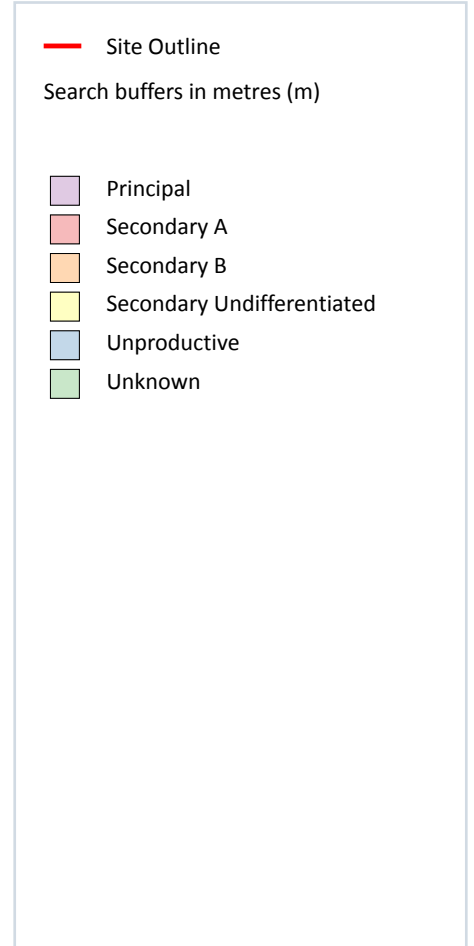 Site Outline
Search buffers in metres (m)
Principal
Secondary A
Secondary B
Secondary Undifferentiated
Unproductive
Unknown